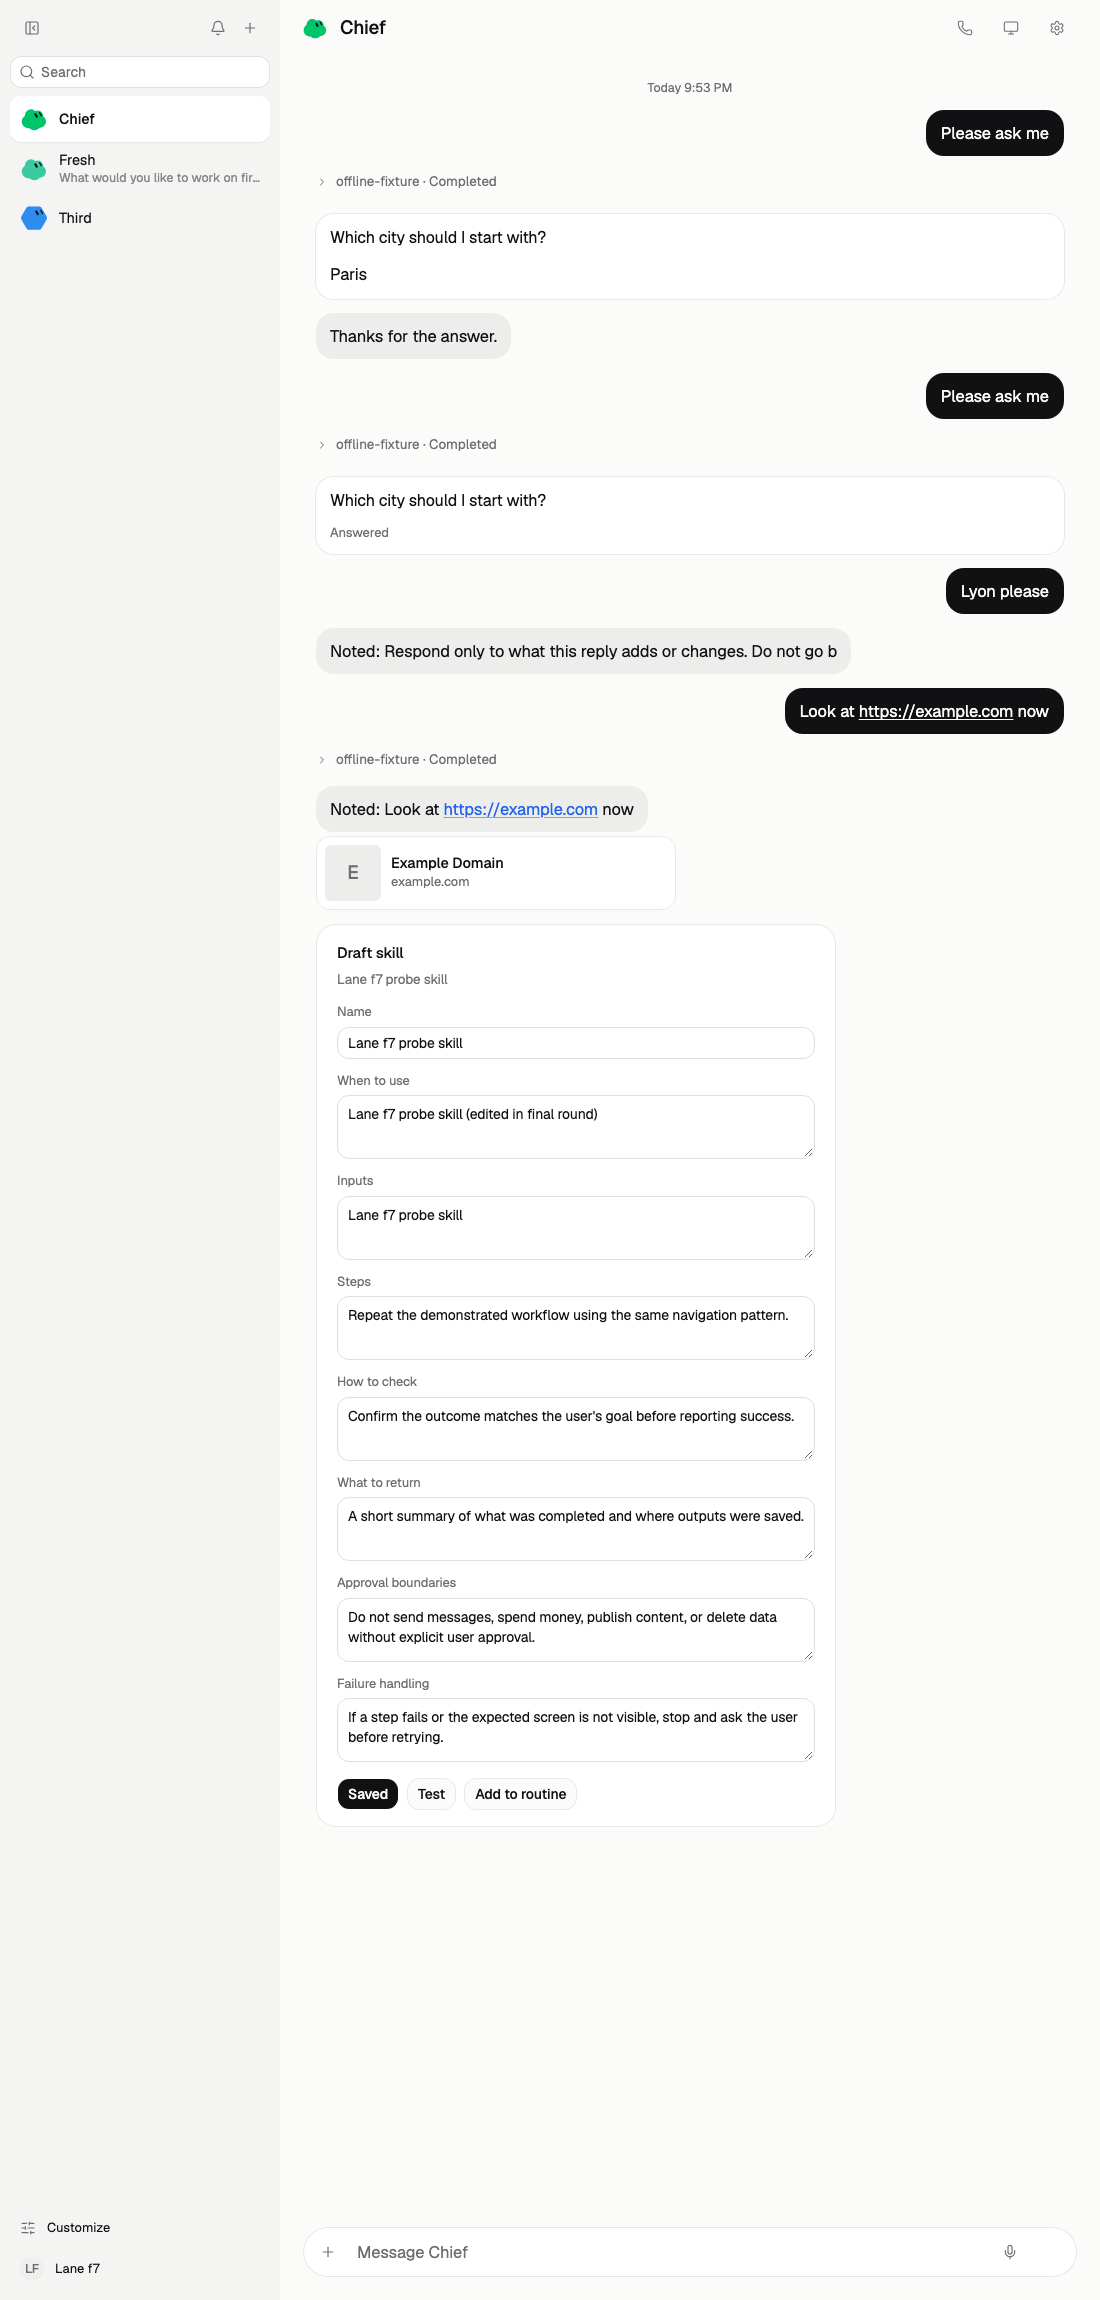 Search
Chief
Fresh
What would you like to work on fir...
Third
Customize
LF
Lane f7
Chief
Today 9:53 PM
Please ask me
offline-fixture · Completed
Which city should I start with?
Paris
Thanks for the answer.
Please ask me
offline-fixture · Completed
Which city should I start with?
Answered
Lyon please
Noted: Respond only to what this reply adds or changes. Do not go b
Look at https://example.com now
offline-fixture · Completed
Noted: Look at https://example.com now
E
Example Domain
example.com
Draft skill
Lane f7 probe skill
Name
Lane f7 probe skill
When to use
Lane f7 probe skill (edited in final round)
Inputs
Lane f7 probe skill
Steps
Repeat the demonstrated workflow using the same navigation pattern.
How to check
Confirm the outcome matches the user's goal before reporting success.
What to return
A short summary of what was completed and where outputs were saved.
Approval boundaries
Do not send messages, spend money, publish content, or delete data
without explicit user approval.
Failure handling
If a step fails or the expected screen is not visible, stop and ask the user
before retrying.
Saved
Test
Add to routine
Message Chief